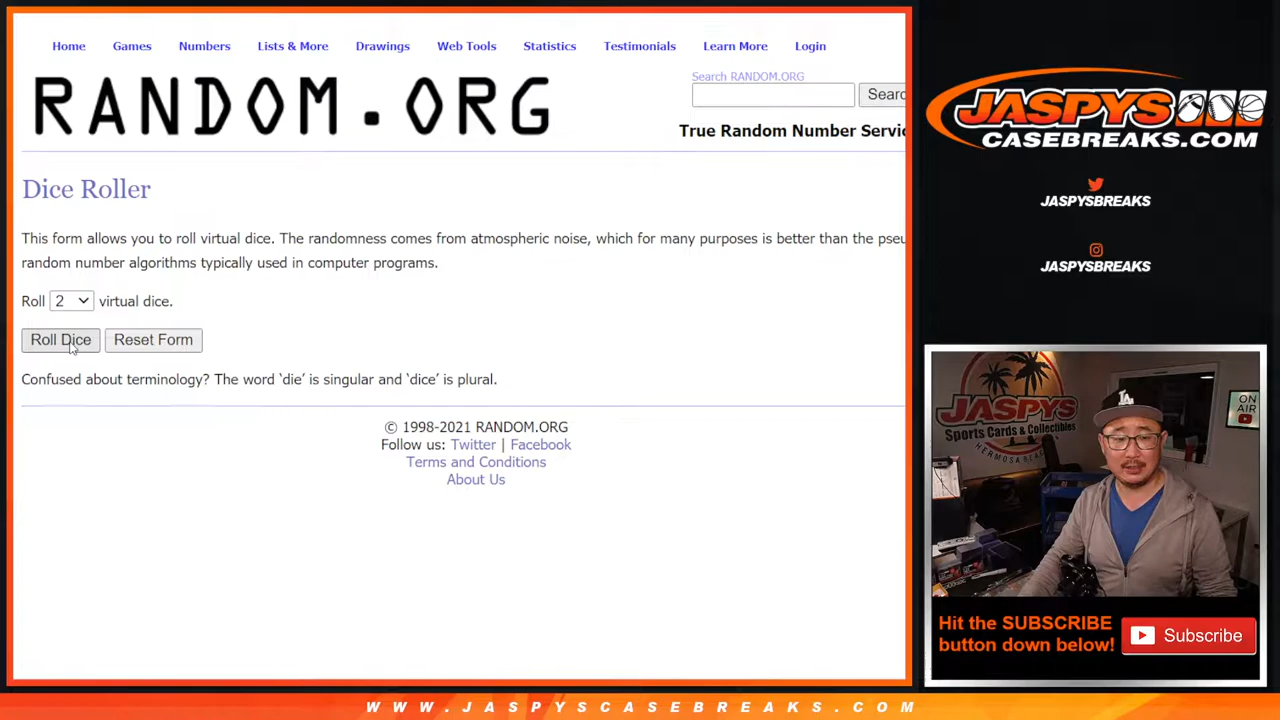 Home Games Numbers Lists & More Drawings Web Tools Statistics Testimonials Learn More Login
RANDOM.ORG
Search RANDOM.ORG
Searc
True Random Number Servic
Dice Roller
This form allows you to roll virtual dice. The randomness comes from atmospheric noise, which for many purposes is better than the pseu
random number algorithms typically used in computer programs.
Roll 2 virtual dice.
Roll Dice Reset Form
Confused about terminology? The word ‘die’ is singular and ‘dice’ is plural.
© 1998-2021 RANDOM.ORG
Follow us: Twitter | Facebook
Terms and Conditions
About Us
JASPYS
CASEBREAKS.COM
JASPYSBREAKS
JASPYSBREAKS
JASPYS
Sports Cards & Collectibles
HERMOSA BEACH
LA
ON
AIR
Hit the SUBSCRIBE
button down below!
Subscribe
WWW.JASPYSCASEBREAKS.COM